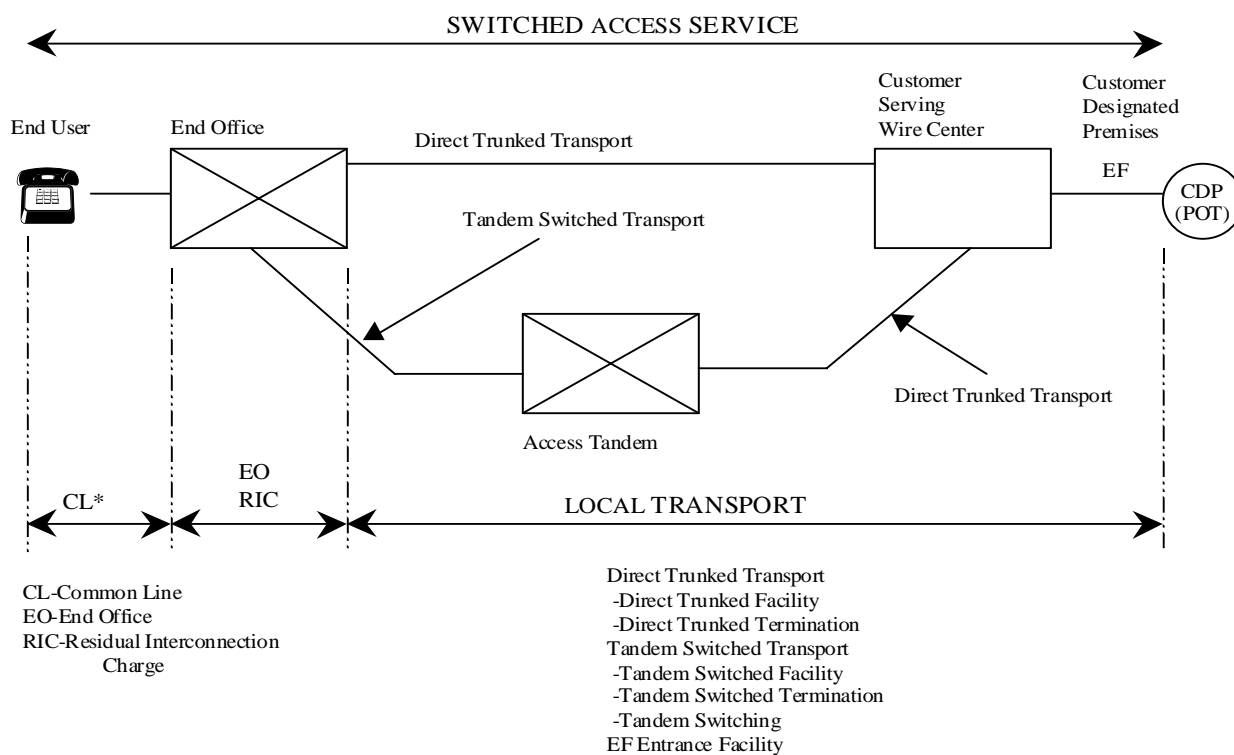 SWITCHED ACCESS SERVICE
End User
End Office
Customer
Serving
Wire Center
Customer
Designated
Premises
Direct Trunked Transport
EF
CDP
(POT)
Tandem Switched Transport
Direct Trunked Transport
Access Tandem
CL*
EO
RIC
LOCAL TRANSPORT
CL-Common Line
EO-End Office
RIC-Residual Interconnection
Charge
Direct Trunked Transport
-Direct Trunked Facility
-Direct Trunked Termination
Tandem Switched Transport
-Tandem Switched Facility
-Tandem Switched Termination
-Tandem Switching
EF Entrance Facility